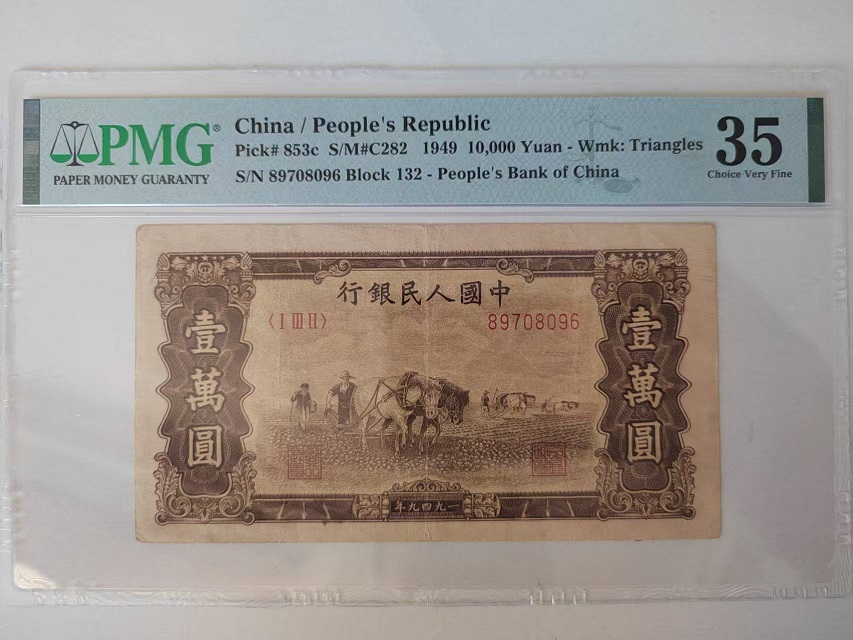 PMG®
PAPER MONEY GUARANTY
China / People's Republic
Pick# 853c S/M#C282 1949 10,000 Yuan - Wmk: Triangles
S/N 89708096 Block 132 - People's Bank of China
35
Choice Very Fine
行銀民人國中
〈I III II〉
89708096
壹萬圓
壹萬圓
年九四九一